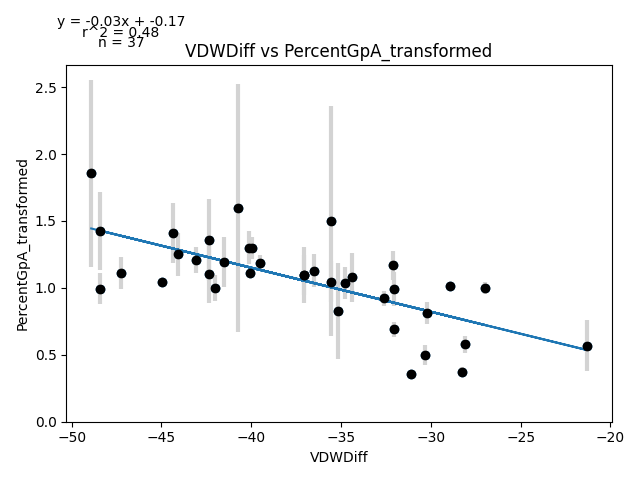 y = -0.03x + -0.17
r^2 = 0.48
n = 37
VDWDiff vs PercentGpA_transformed
PercentGpA_transformed
2.5
2.0
1.5
1.0
0.5
0.0
−50
−45
−40
−35
−30
−25
−20
VDWDiff